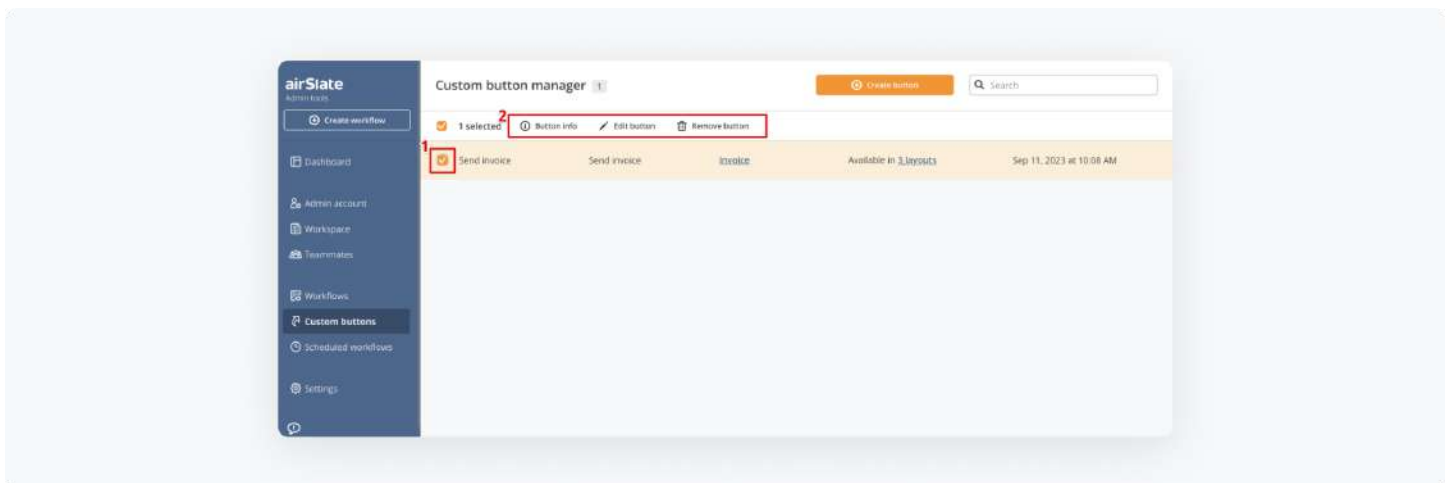 airSlate
Admin tools
Create workflow
Dashboard
Admin account
Workspace
Teammates
Workflows
Custom buttons
Scheduled workflows
Settings
Custom button manager 1
Create button
Search
1 selected
2
Button info
Edit button
Remove button
1
Send invoice
Send invoice
Invoice
Available in 3 layouts
Sep 11, 2023 at 10:08 AM